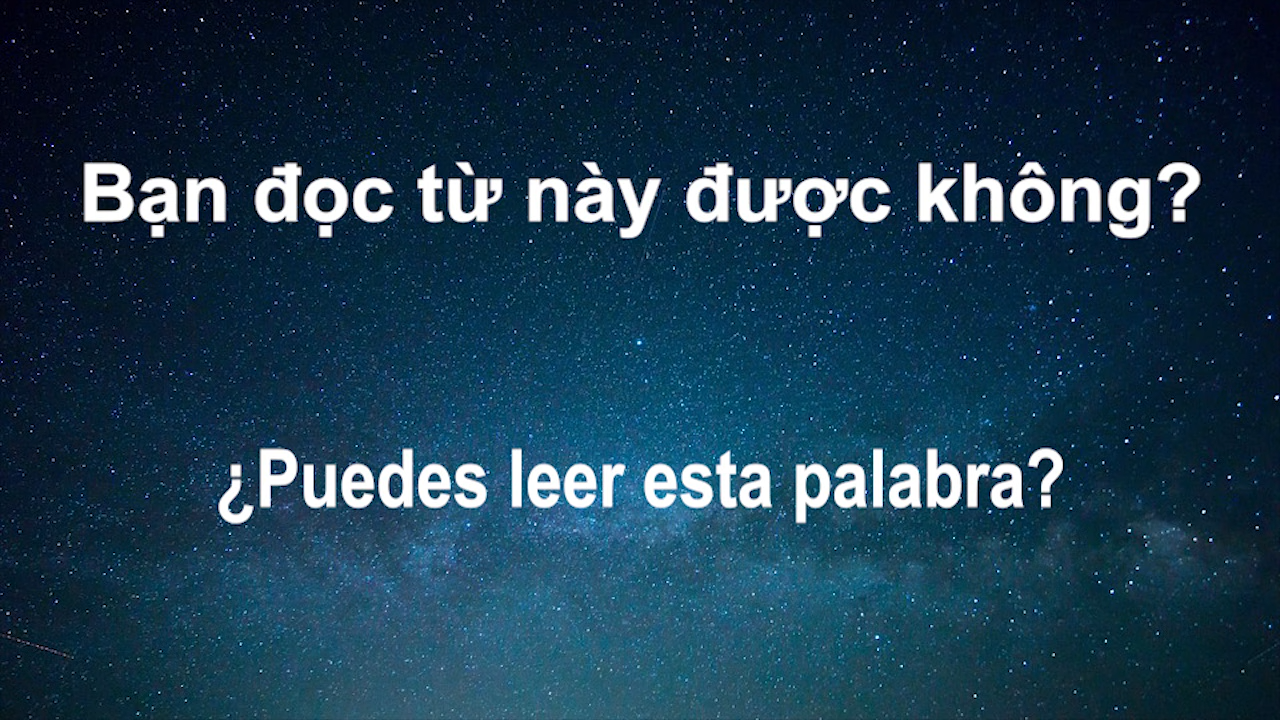 Bạn đọc từ này được không?
¿Puedes leer esta palabra?